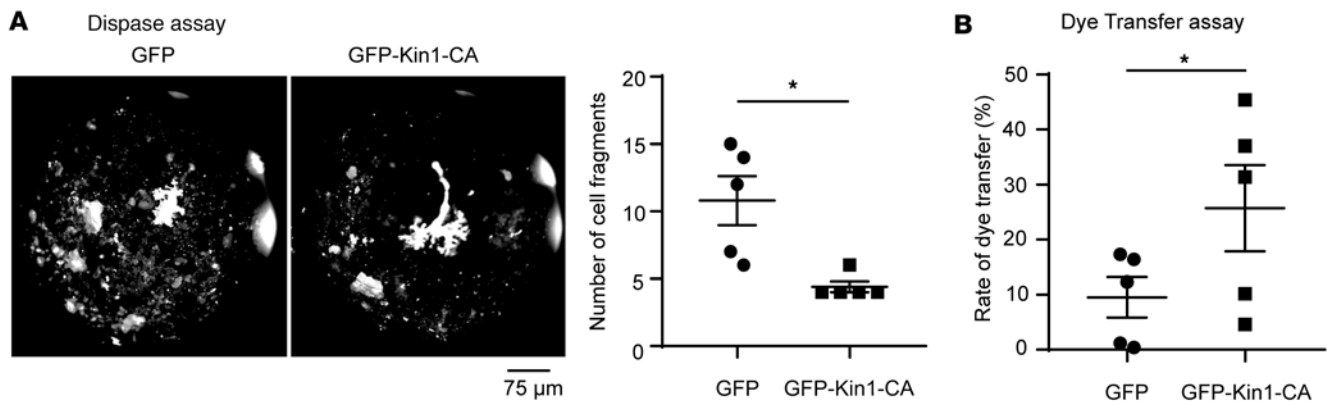 A
Dispase assay
GFP
GFP-Kin1-CA
75 µm
Number of cell fragments
20
15
10
5
0
*
GFP
GFP-Kin1-CA
B
Dye Transfer assay
Rate of dye transfer (%)
50
40
30
20
10
0
*
GFP
GFP-Kin1-CA